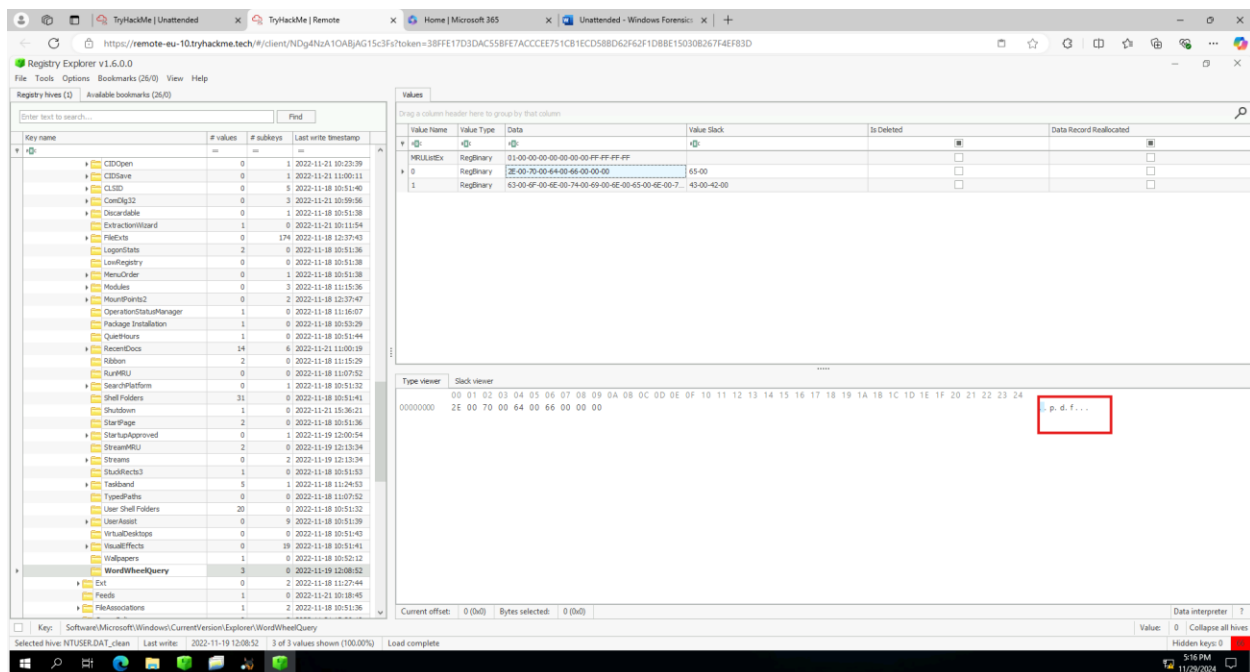 TryHackMe | Unattended
TryHackMe | Remote
Home | Microsoft 365
Unattended - Windows Forensic
https://remote-eu-10.tryhackme.tech/#/client/
Registry Explorer v1.6.0.0
File Tools Options Bookmarks (26/0) View Help
Registry hives (1) Available bookmarks (26/0)
Enter text to search... Find
Key name # values # subkeys Last write timestamp
= = =
CIDOpen 0 1 2022-11-21 10:23:39
CIDSave 0 1 2022-11-21 11:00:11
CLSID 0 5 2022-11-18 10:51:40
ComDlg32 0 3 2022-11-21 10:59:56
Discardable 0 1 2022-11-18 10:51:38
ExtractionWizard 1 0 2022-11-21 10:11:54
FileExts 0 174 2022-11-18 12:37:43
LogonStats 2 0 2022-11-18 10:51:36
LowRegistry 0 0 2022-11-18 10:51:38
MenuOrder 0 1 2022-11-18 10:51:38
Modules 0 3 2022-11-18 11:15:36
MountPoints2 0 2 2022-11-18 12:37:47
OperationStatusManager 1 0 2022-11-18 11:16:07
Package Installation 1 0 2022-11-18 10:53:29
QuietHours 1 0 2022-11-18 10:51:44
RecentDocs 14 6 2022-11-21 11:00:19
Ribbon 2 0 2022-11-18 11:15:29
RunMRU 0 0 2022-11-18 11:07:52
SearchPlatform 0 1 2022-11-18 10:51:32
Shell Folders 31 0 2022-11-18 10:51:41
Shutdown 1 0 2022-11-21 15:36:21
StartPage 2 0 2022-11-18 10:51:36
StartupApproved 0 1 2022-11-19 12:00:54
StreamMRU 2 0 2022-11-19 12:13:34
Streams 0 2 2022-11-19 12:13:34
StuckRects3 1 0 2022-11-18 10:51:53
Taskband 5 1 2022-11-18 11:24:53
TypedPaths 0 0 2022-11-18 11:07:52
User Shell Folders 20 0 2022-11-18 10:51:32
UserAssist 0 9 2022-11-18 10:51:39
VirtualDesktops 0 0 2022-11-18 10:51:43
VisualEffects 0 19 2022-11-18 10:51:41
Wallpapers 1 0 2022-11-18 10:52:12
WordWheelQuery 3 0 2022-11-19 12:08:52
Ext 0 2 2022-11-18 11:27:44
Feeds 1 0 2022-11-21 10:18:45
FileAssociations 1 2 2022-11-18 10:51:36
Values
Drag a column header here to group by that column
Value Name Value Type Data Value Slack Is Deleted Data Record Reallocated
MRUListEx RegBinary 01-00-00-00-00-00-00-00-FF-FF-FF-FF
0 RegBinary 2E-00-70-00-64-00-66-00-00-00 65-00
1 RegBinary 63-00-6F-00-6E-00-74-00-69-00-6E-00-65-00-6E-00-7... 43-00-42-00
Type viewer Slack viewer
00 01 02 03 04 05 06 07 08 09 0A 0B 0C 0D 0E 0F 10 11 12 13 14 15 16 17 18 19 1A 1B 1C 1D 1E 1F 20 21 22 23 24
00000000 2E 00 70 00 64 00 66 00 00 00 . . p . d . f . . .
Current offset: 0 (0x0) Bytes selected: 0 (0x0) Data interpreter ?
Key: Software\Microsoft\Windows\CurrentVersion\Explorer\WordWheelQuery Value: 0 Collapse all hives
Selected hive: NTUSER.DAT_clean Last write: 2022-11-19 12:08:52 3 of 3 values shown (100.00%) Load complete Hidden keys: 0
5:16 PM
11/29/2024